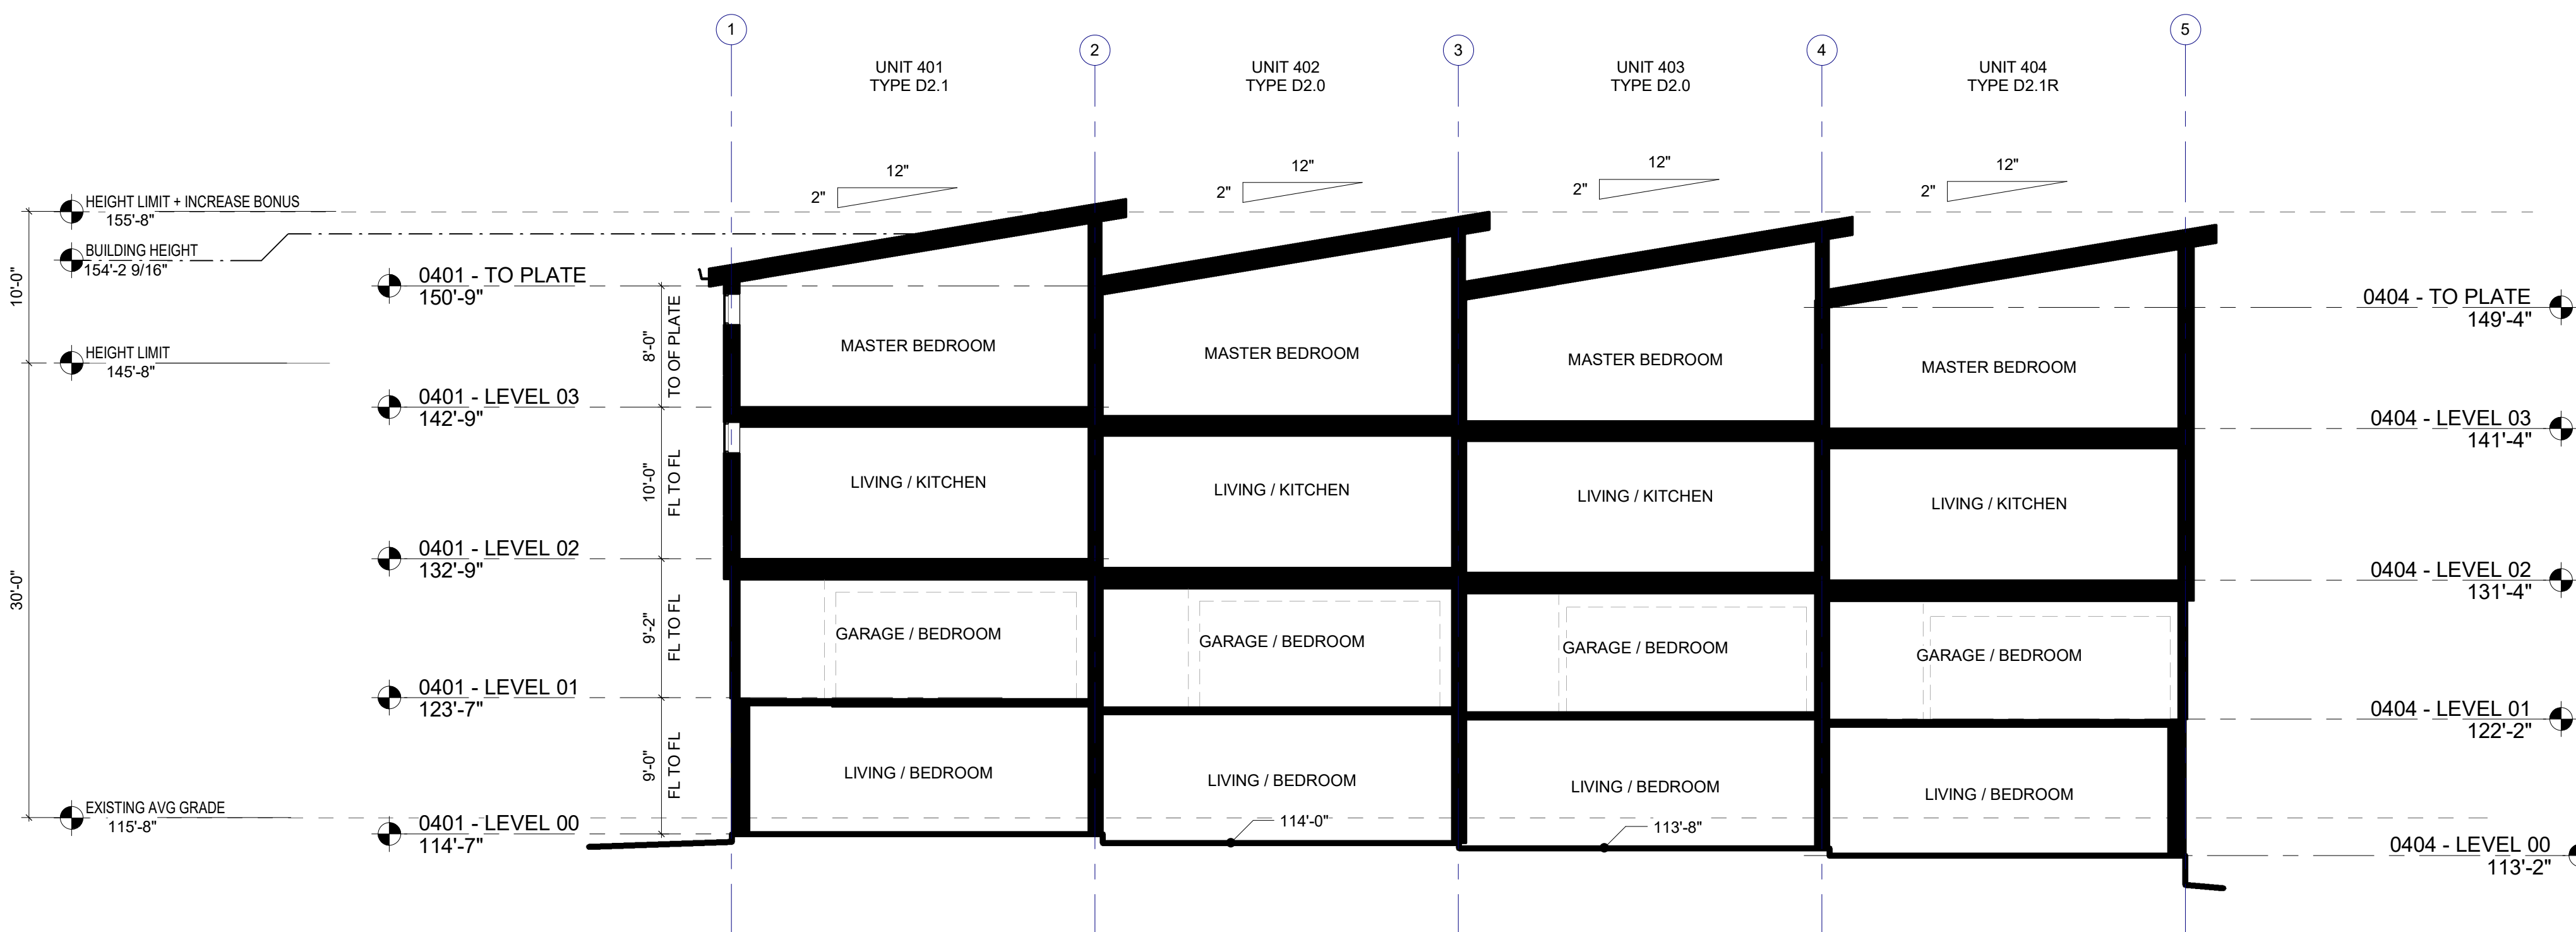 1
2
3
4
5
UNIT 401
TYPE D2.1
UNIT 402
TYPE D2.0
UNIT 403
TYPE D2.0
UNIT 404
TYPE D2.1R
12"
2"
12"
2"
12"
2"
12"
2"
HEIGHT LIMIT + INCREASE BONUS
155'-8"
BUILDING HEIGHT
154'-2 9/16"
HEIGHT LIMIT
145'-8"
EXISTING AVG GRADE
115'-8"
10'-0"
30'-0"
0401 - TO PLATE
150'-9"
0401 - LEVEL 03
142'-9"
0401 - LEVEL 02
132'-9"
0401 - LEVEL 01
123'-7"
0401 - LEVEL 00
114'-7"
8'-0"
TO OF PLATE
10'-0"
FL TO FL
9'-2"
FL TO FL
9'-0"
FL TO FL
MASTER BEDROOM
MASTER BEDROOM
MASTER BEDROOM
MASTER BEDROOM
LIVING / KITCHEN
LIVING / KITCHEN
LIVING / KITCHEN
LIVING / KITCHEN
GARAGE / BEDROOM
GARAGE / BEDROOM
GARAGE / BEDROOM
GARAGE / BEDROOM
LIVING / BEDROOM
LIVING / BEDROOM
LIVING / BEDROOM
LIVING / BEDROOM
114'-0"
113'-8"
0404 - TO PLATE
149'-4"
0404 - LEVEL 03
141'-4"
0404 - LEVEL 02
131'-4"
0404 - LEVEL 01
122'-2"
0404 - LEVEL 00
113'-2"